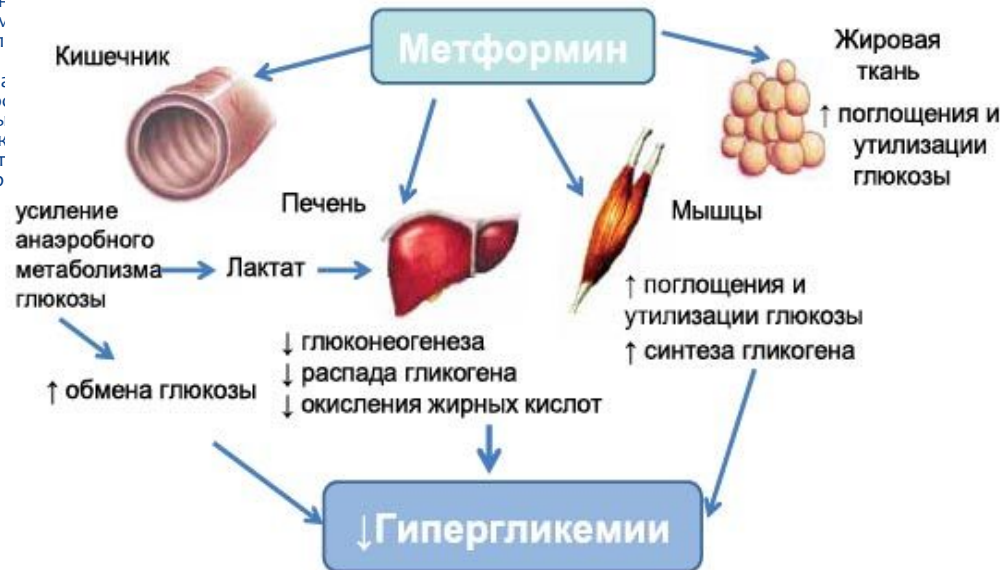 Метформин
Кишечник
Жировая
ткань
↑ поглощения и
утилизации
глюкозы
усиление
анаэробного
метаболизма
глюкозы
Лактат
Печень
Мышцы
↑ поглощения и
утилизации глюкозы
↑ синтеза гликогена
↓ глюконеогенеза
↓ распада гликогена
↓ окисления жирных кислот
↑ обмена глюкозы
↓Гипергликемии